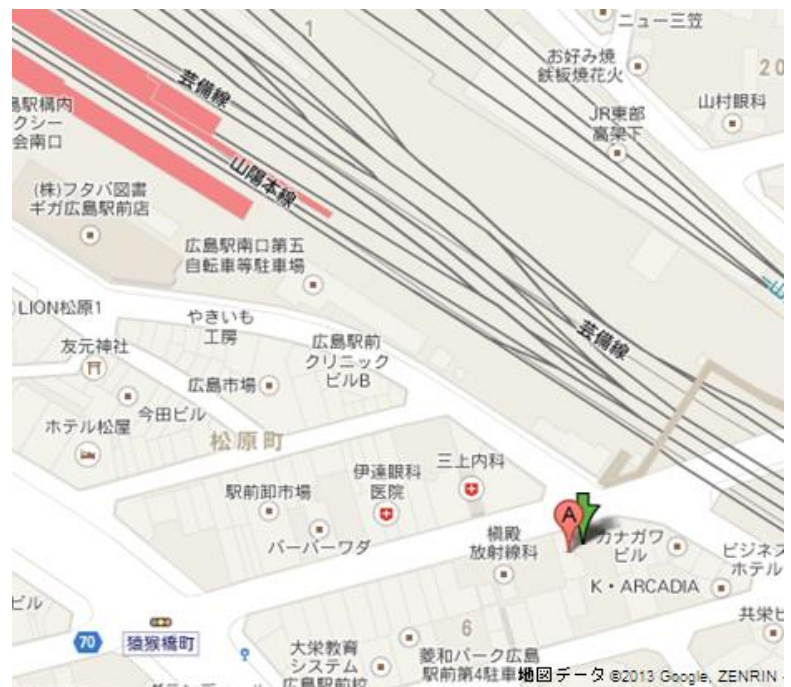 1
ニュー三笠
お好み焼
鉄板焼花火
20
芸備線
島駅構内
クシー
会南口
JR東部
高架下
山村眼科
山陽本線
(株)フタバ図書
ギガ広島駅前店
広島駅南口第五
自転車等駐車場
LION松原1
やきいも
工房
友元神社
広島駅前
クリニック
ビルB
芸備線
広島市場
今田ビル
ホテル松屋
松原町
三上内科
伊達眼科
医院
駅前卸市場
A
バーバーワダ
槇殿
放射線科
カナガワ
ビル
ビジネス
ホテル
K・ARCADIA
ビル
共栄ビ
70
猿猴橋町
6
大栄教育
システム
広島駅前校
菱和パーク広島
駅前第4駐車場
地図データ ©2013 Google, ZENRIN